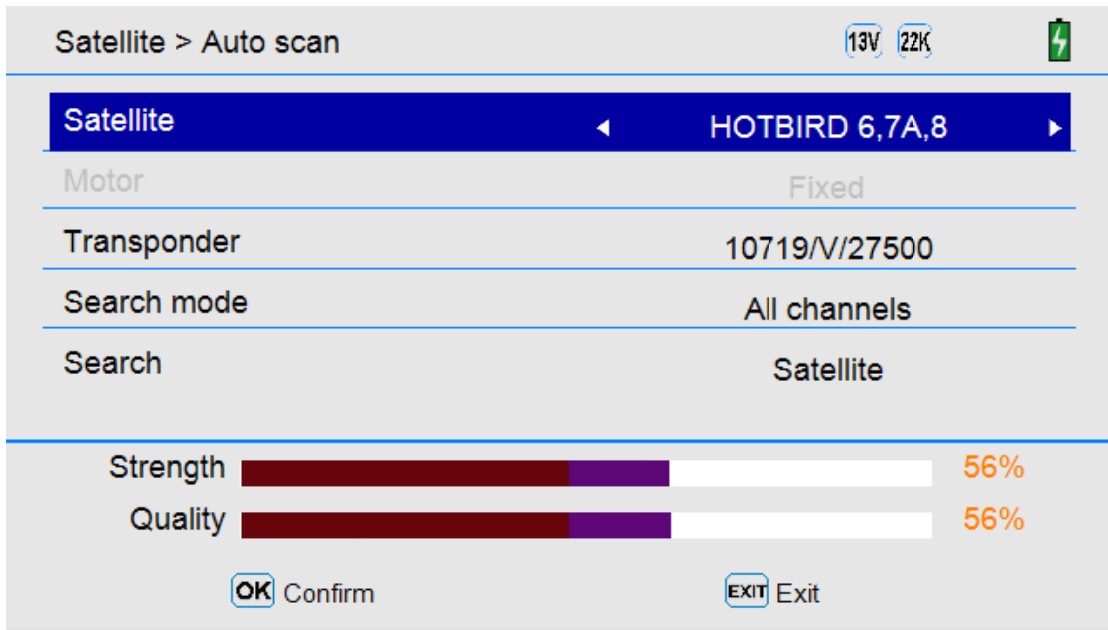 Satellite > Auto scan 13V 22K
Satellite HOTBIRD 6,7A,8
Motor Fixed
Transponder 10719/V/27500
Search mode All channels
Search Satellite
Strength 56%
Quality 56%
OK Confirm EXIT Exit